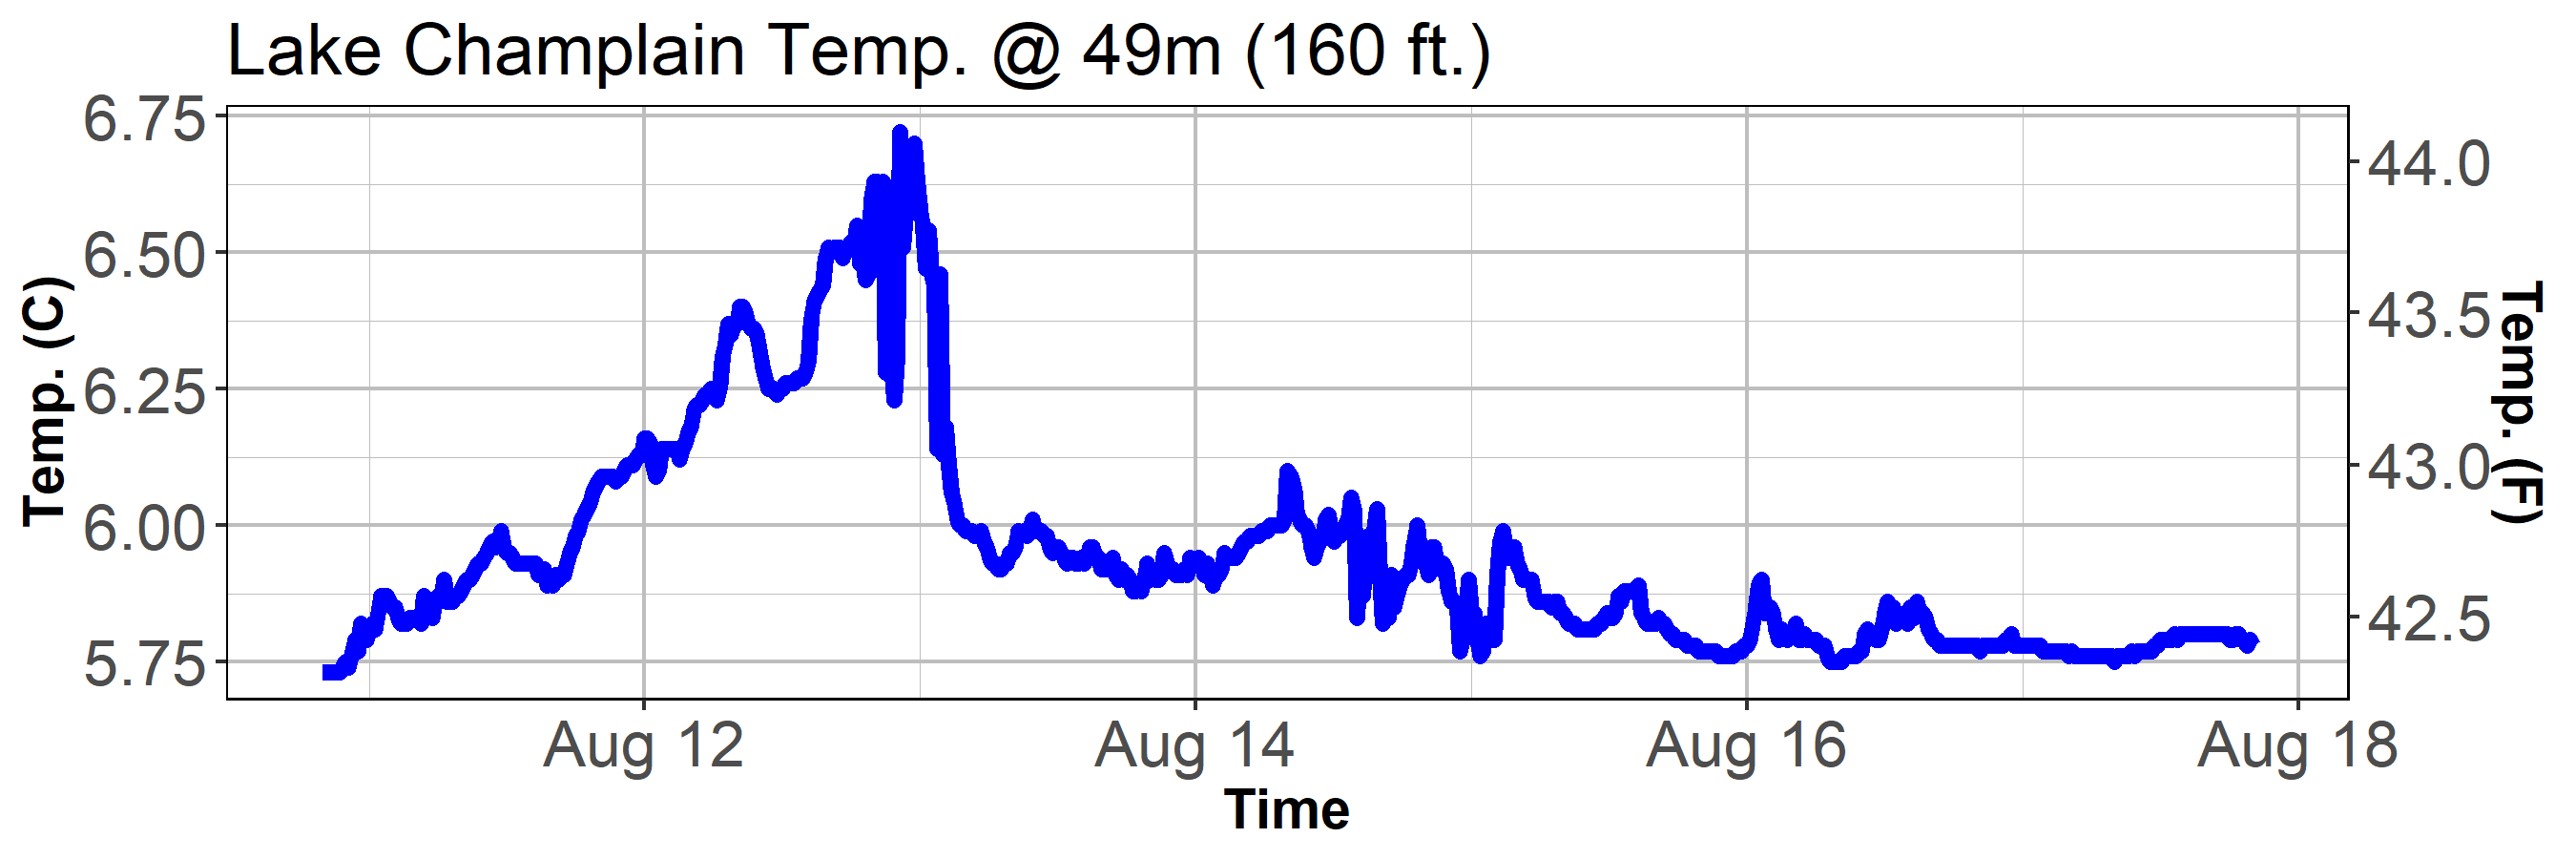 Lake Champlain Temp. @ 49m (160 ft.)
6.75
6.50
6.25
6.00
5.75
Temp. (C)
44.0
43.5
43.0
42.5
Temp. (F)
Aug 12
Aug 14
Aug 16
Aug 18
Time